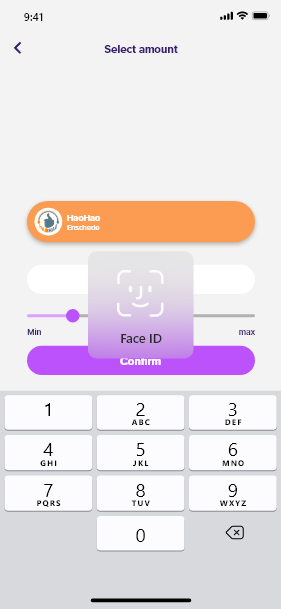 9:41
Select amount
HaoHao
Enschede
Min
max
Face ID
Confirm
1
2
ABC
3
DEF
4
GHI
5
JKL
6
MNO
7
PQRS
8
TUV
9
WXYZ
0